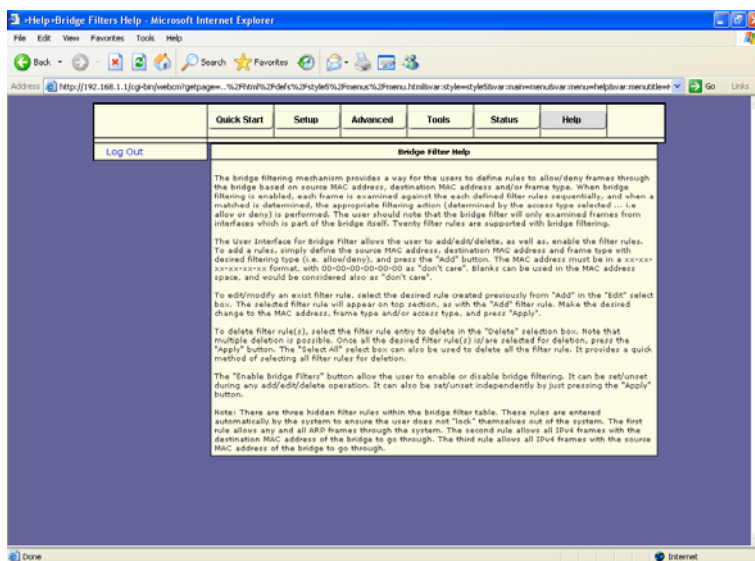 >Help>Bridge Filters Help - Microsoft Internet Explorer
File Edit View Favorites Tools Help
Back Search Favorites
Address http://192.168.1.1/cgi-bin/webcm?getpage=..%2Fhtml%2Fdefs%2Fstyle5%2Fmenus%2Fmenu.html&var:style=style5&var:main=menu&var:menu=help&var:menutitle= Go Links
Quick Start Setup Advanced Tools Status Help
Log Out
Bridge Filter Help
The bridge filtering mechanism provides a way for the users to define rules to allow/deny frames through
the bridge based on source MAC address, destination MAC address and/or frame type. When bridge
filtering is enabled, each frame is examined against the each defined filter rules sequentially, and when a
matched is determined, the appropriate filtering action (determined by the access type selected ... i.e
allow or deny) is performed. The user should note that the bridge filter will only examined frames from
interfaces which is part of the bridge itself. Twenty filter rules are supported with bridge filtering.
The User Interface for Bridge Filter allows the user to add/edit/delete, as well as, enable the filter rules.
To add a rules, simply define the source MAC address, destination MAC address and frame type with
desired filtering type (i.e. allow/deny), and press the "Add" button. The MAC address must be in a xx-xx-
xx-xx-xx-xx format, with 00-00-00-00-00-00 as "don't care". Blanks can be used in the MAC address
space, and would be considered also as "don't care".
To edit/modify an exist filter rule, select the desired rule created previously from "Add" in the "Edit" select
box. The selected filter rule will appear on top section, as with the "Add" filter rule. Make the desired
change to the MAC address, frame type and/or access type, and press "Apply".
To delete filter rule(s), select the filter rule entry to delete in the "Delete" selection box. Note that
multiple deletion is possible. Once all the desired filter rule(s) is/are selected for deletion, press the
"Apply" button. The "Select All" select box can also be used to delete all the filter rule. It provides a quick
method of selecting all filter rules for deletion.
The "Enable Bridge Filters" button allow the user to enable or disable bridge filtering. It can be set/unset
during any add/edit/delete operation. It can also be set/unset independently by just pressing the "Apply"
button.
Note: There are three hidden filter rules within the bridge filter table. These rules are entered
automatically by the system to ensure the user does not "lock" themselves out of the system. The first
rule allows any and all ARP frames through the system. The second rule allows all IPv4 frames with the
destination MAC address of the bridge to go through. The third rule allows all IPv4 frames with the source
MAC address of the bridge to go through.
Done Internet